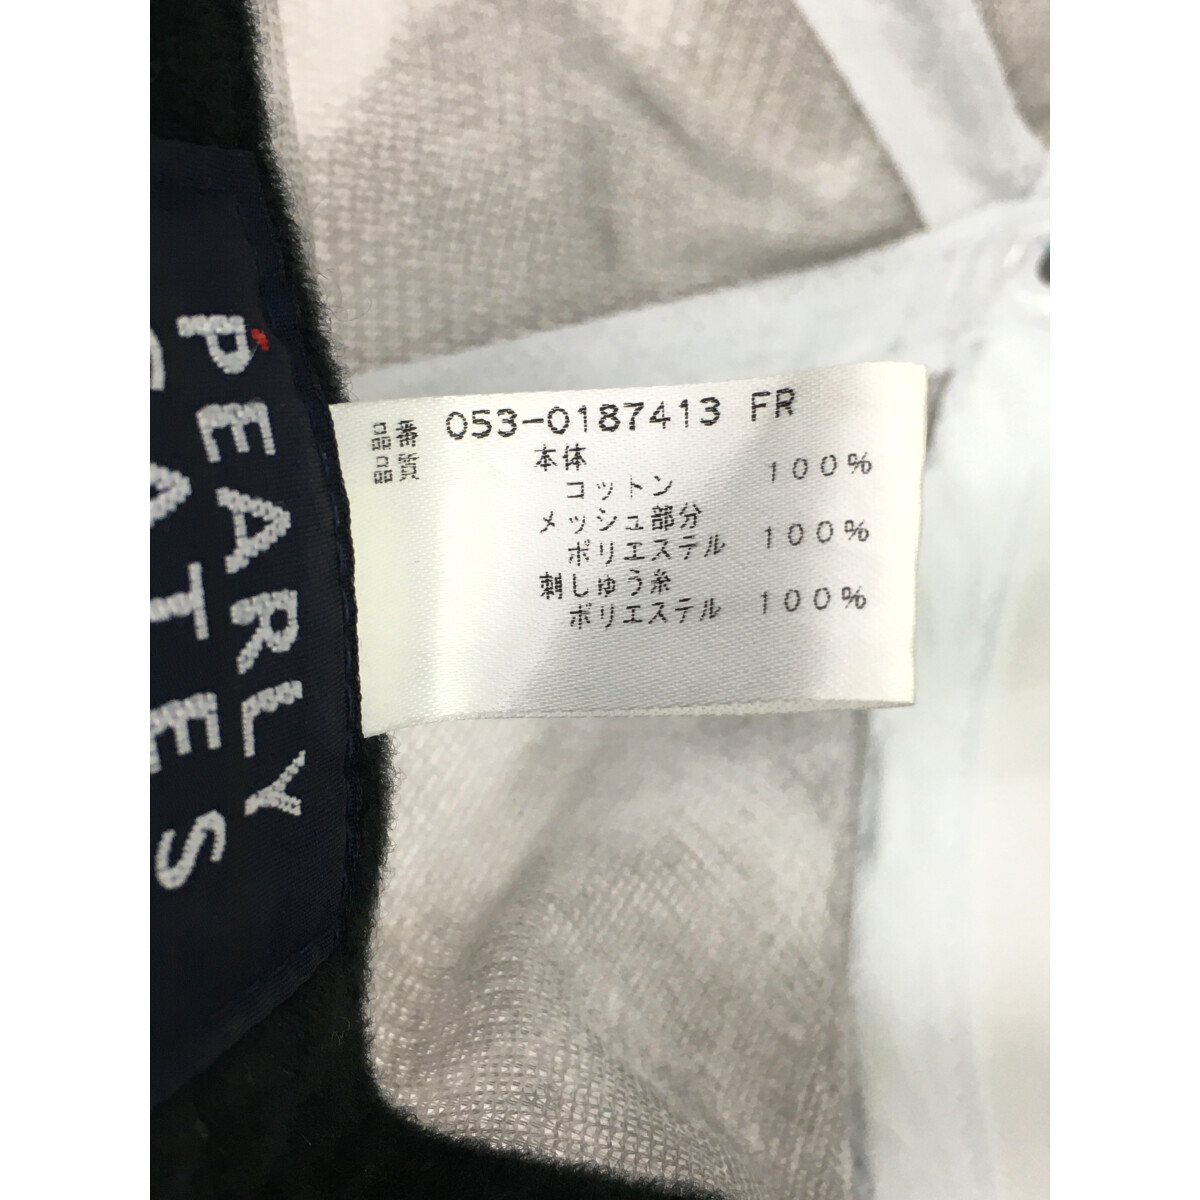 PEARLY
GATES
品番 053-0187413 FR
品質 本体
コットン 100%
メッシュ部分
ポリエステル 100%
刺しゅう糸
ポリエステル 100%